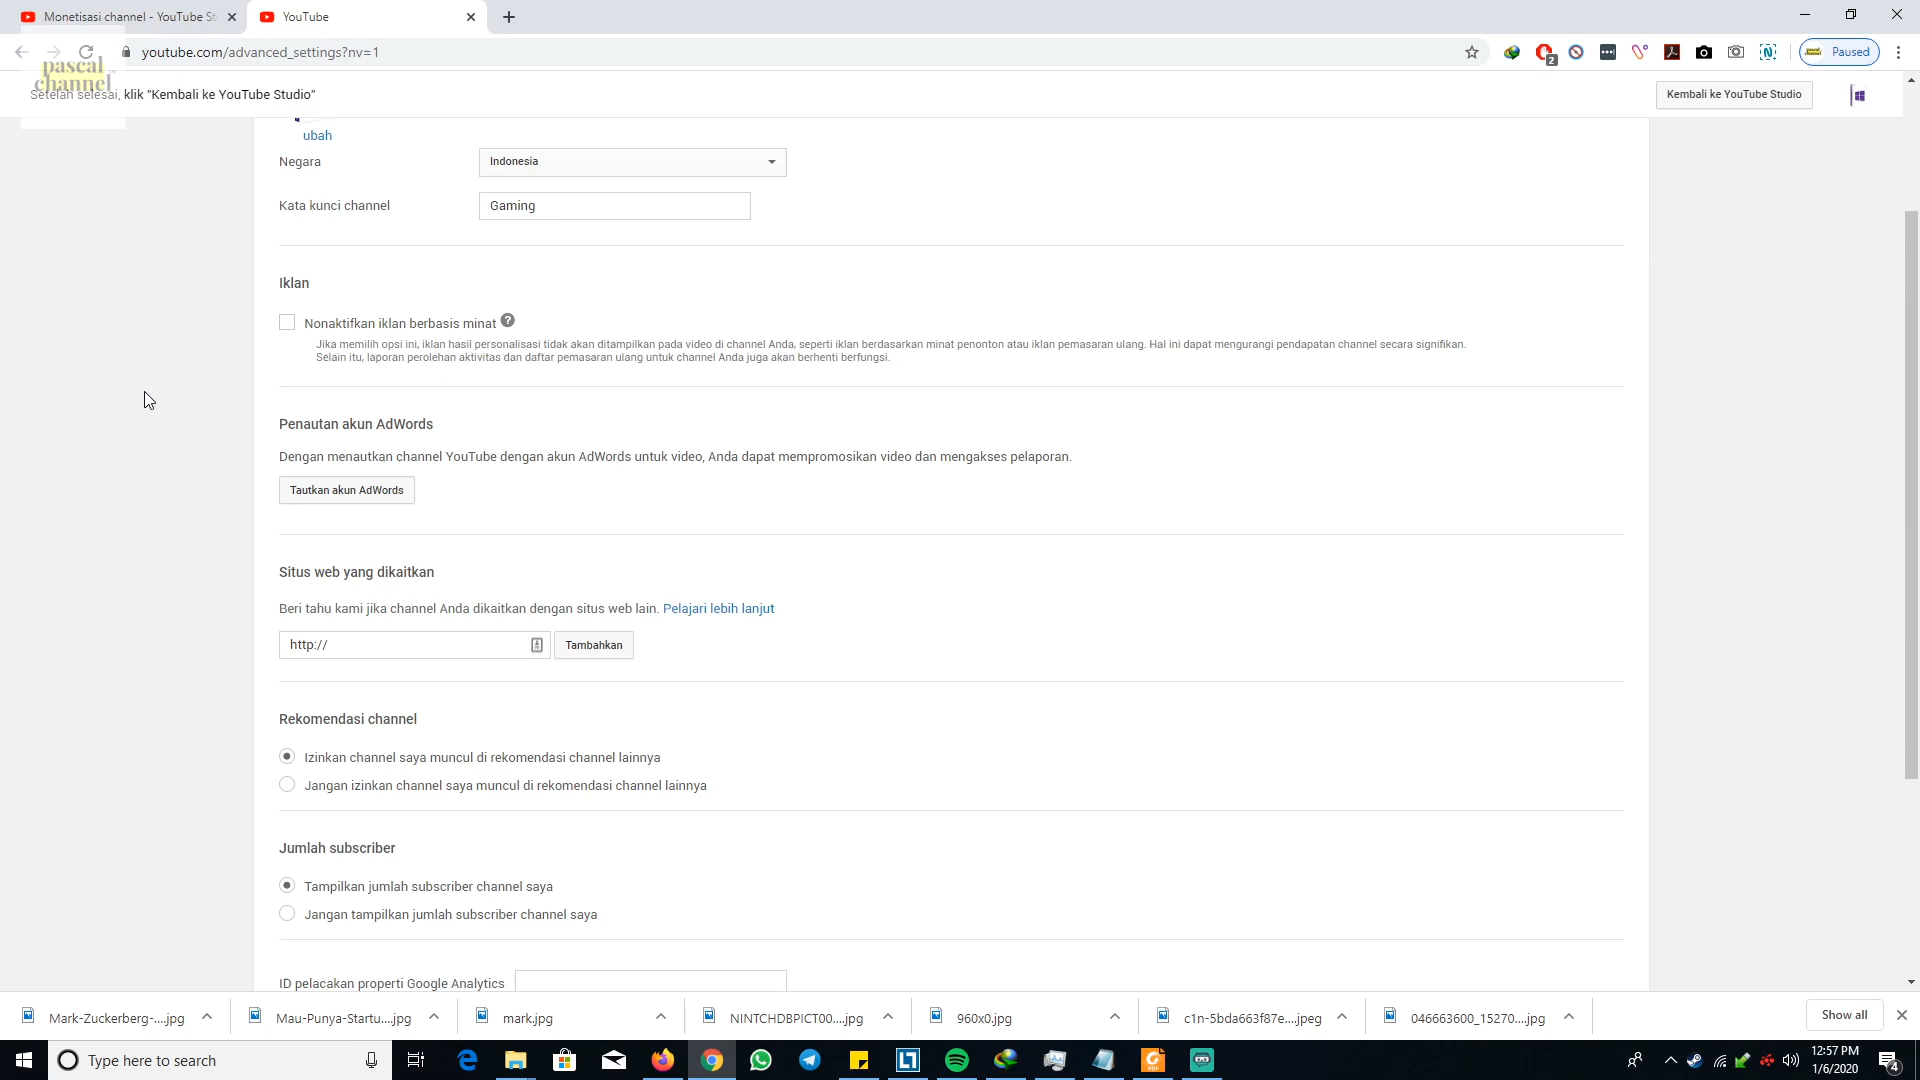 Monetisasi channel - YouTube St
YouTube
youtube.com/advanced_settings?nv=1
2
Paused
pascal
channel
Setelah selesai, klik "Kembali ke YouTube Studio"
Kembali ke YouTube Studio
ubah
Negara
Indonesia
Kata kunci channel
Gaming
Iklan
Nonaktifkan iklan berbasis minat ?
Jika memilih opsi ini, iklan hasil personalisasi tidak akan ditampilkan pada video di channel Anda, seperti iklan berdasarkan minat penonton atau iklan pemasaran ulang. Hal ini dapat mengurangi pendapatan channel secara signifikan.
Selain itu, laporan perolehan aktivitas dan daftar pemasaran ulang untuk channel Anda juga akan berhenti berfungsi.
Penautan akun AdWords
Dengan menautkan channel YouTube dengan akun AdWords untuk video, Anda dapat mempromosikan video dan mengakses pelaporan.
Tautkan akun AdWords
Situs web yang dikaitkan
Beri tahu kami jika channel Anda dikaitkan dengan situs web lain. Pelajari lebih lanjut
http://
Tambahkan
Rekomendasi channel
Izinkan channel saya muncul di rekomendasi channel lainnya
Jangan izinkan channel saya muncul di rekomendasi channel lainnya
Jumlah subscriber
Tampilkan jumlah subscriber channel saya
Jangan tampilkan jumlah subscriber channel saya
ID pelacakan properti Google Analytics
Mark-Zuckerberg-....jpg
Mau-Punya-Startu....jpg
mark.jpg
NINTCHDBPICT00....jpg
960x0.jpg
c1n-5bda663f87e....jpeg
046663600_15270....jpg
Show all
Type here to search
12:57 PM
1/6/2020
4